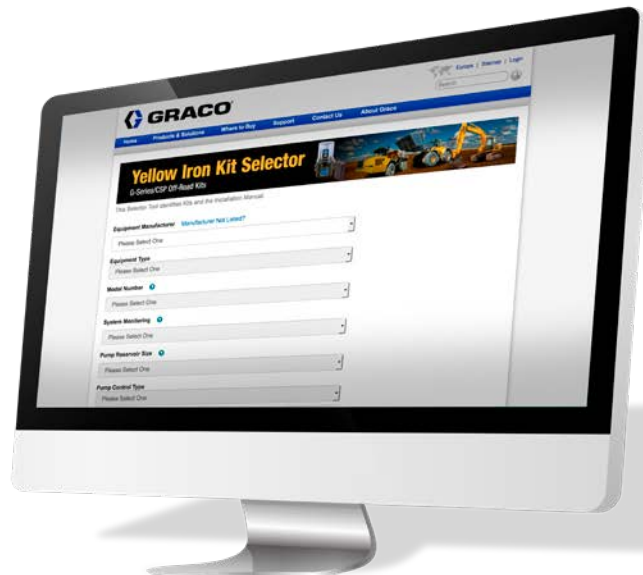 Europe | Sitemap | Login
Search
GRACO
Home Products & Solutions Where to Buy Support Contact Us About Graco
Yellow Iron Kit Selector
G-Series/CSP Off-Road Kits
This Selector Tool identifies Kits and the Installation Manual.
Equipment Manufacturer Manufacturer Not Listed?
Please Select One
Equipment Type
Please Select One
Model Number
Please Select One
System Monitoring
Please Select One
Pump Reservoir Size
Please Select One
Pump Control Type
Please Select One